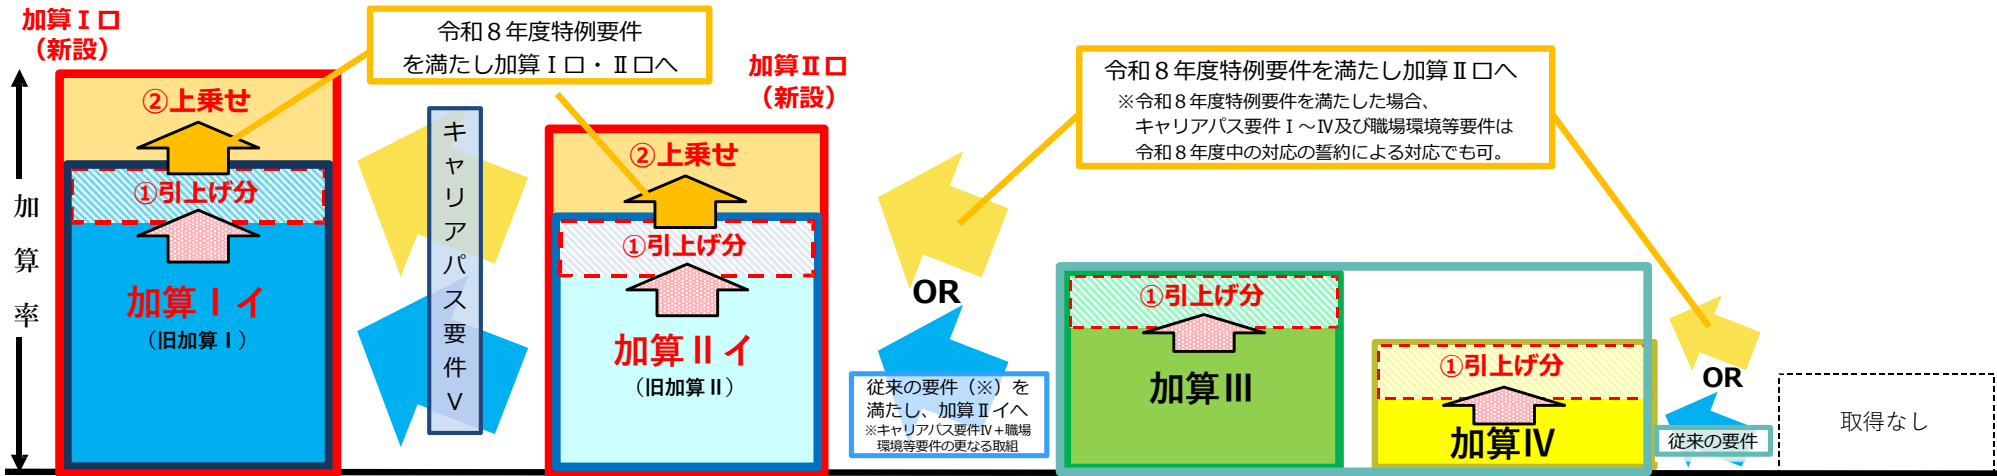 加算Ⅰロ
（新設）
②上乗せ
①引上げ分
加算Ⅰイ
（旧加算Ⅰ）
加算率
令和８年度特例要件
を満たし加算Ⅰロ・Ⅱロへ
キャリアパス要件Ⅴ
加算Ⅱロ
（新設）
②上乗せ
①引上げ分
加算Ⅱイ
（旧加算Ⅱ）
令和８年度特例要件を満たし加算Ⅱロへ
※令和８年度特例要件を満たした場合、
キャリアパス要件Ⅰ～Ⅳ及び職場環境等要件は
令和８年度中の対応の誓約による対応でも可。
OR
従来の要件（※）を
満たし、加算Ⅱイへ
※キャリアパス要件Ⅳ＋職場
環境等要件の更なる取組
①引上げ分
加算Ⅲ
①引上げ分
加算Ⅳ
OR
従来の要件
取得なし